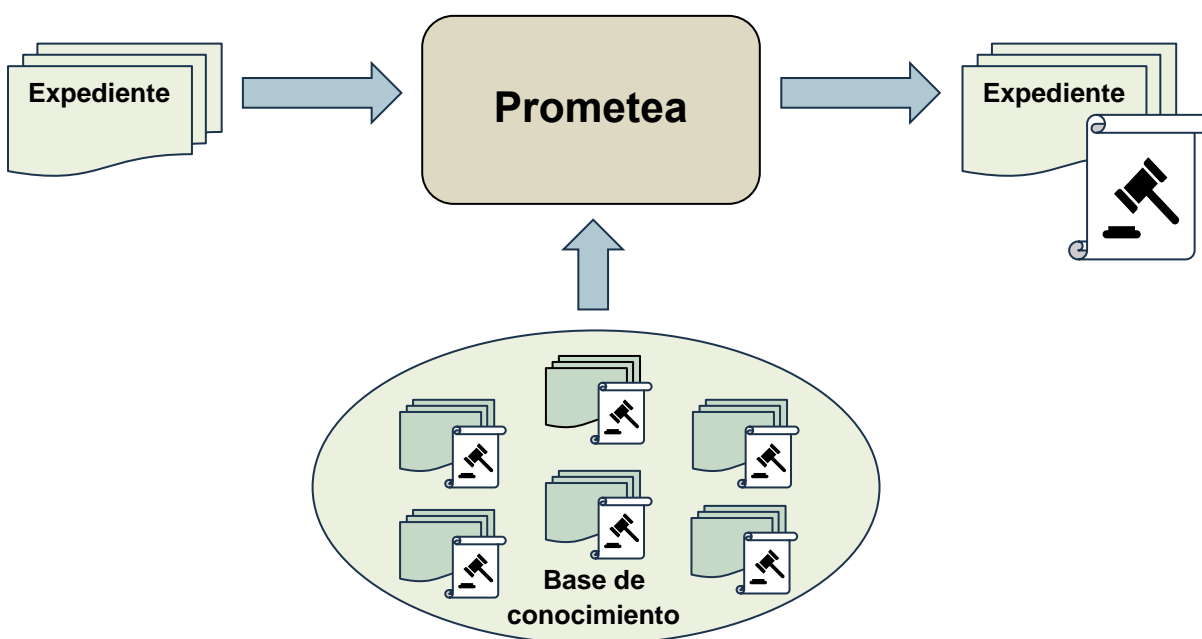 Expediente
Prometea
Expediente
Base de
conocimiento